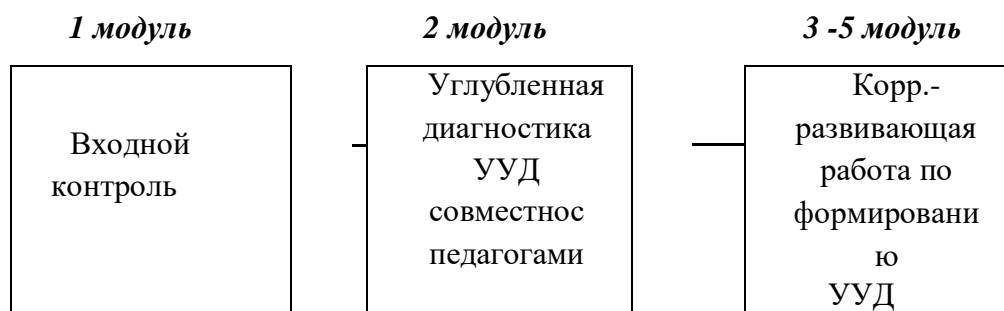 1 модуль
2 модуль
3 -5 модуль
Входной
контроль
Углубленная
диагностика
УУД
совместнос
педагогами
Корр.-
развивающая
работа по
формировани
ю
УУД